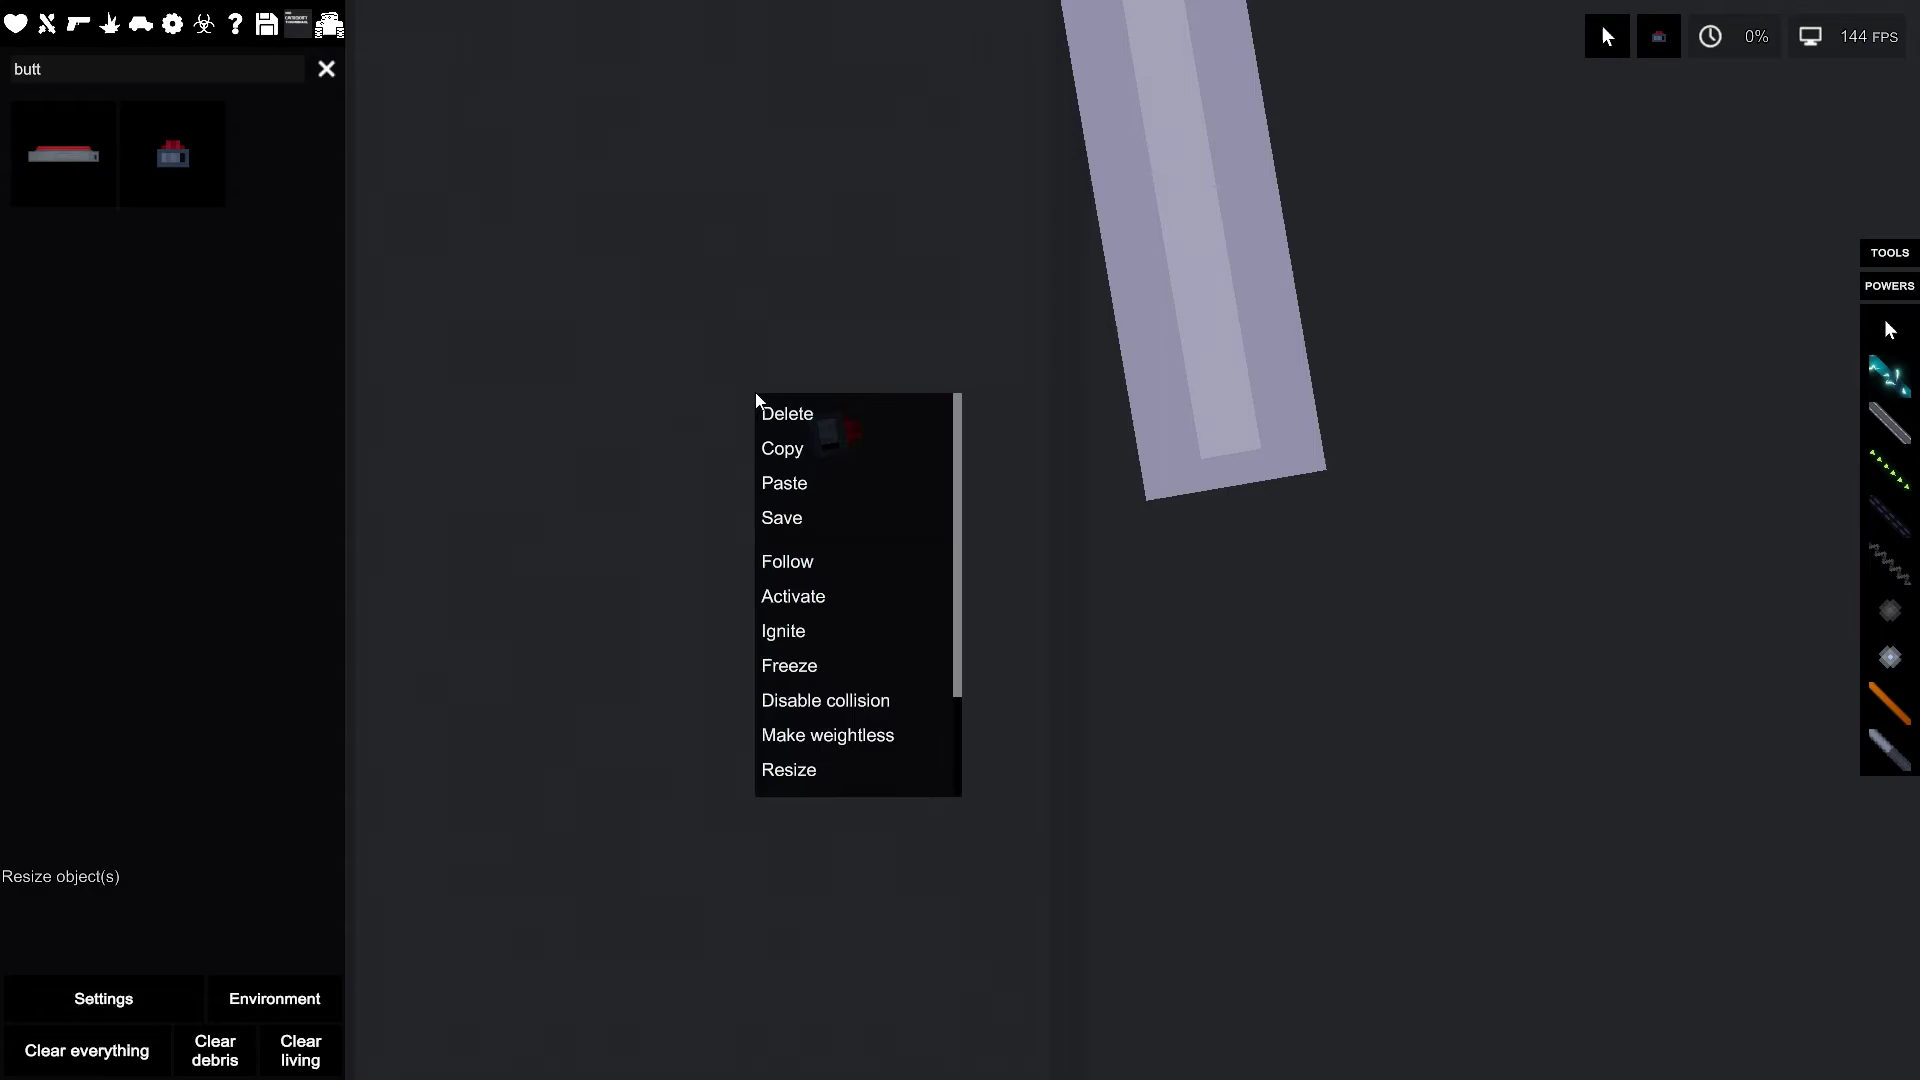 butt
0%
144 FPS
TOOLS
POWERS
Delete
Copy
Paste
Save
Follow
Activate
Ignite
Freeze
Disable collision
Make weightless
Resize
Resize object(s)
Settings
Environment
Clear everything
Clear
debris
Clear
living